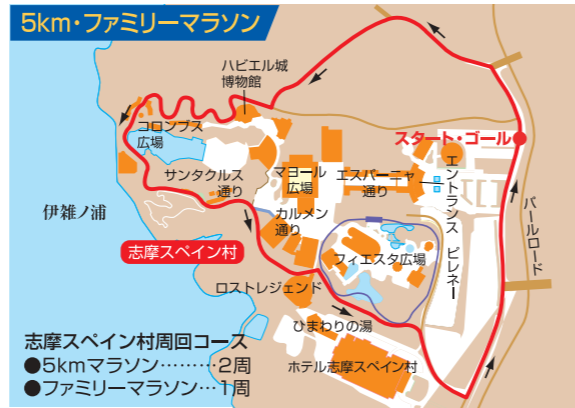 5km・ファミリーマラソン
ハビエル城
博物館
コロンブス
広場
スタート・ゴール
サンタクルス
通り
マヨール
広場
エスパーニャ
通り
エントランス ピレネー
パールロード
伊雑ノ浦
カルメン
通り
志摩スペイン村
フィエスタ広場
ロストレジェンド
ひまわりの湯
ホテル志摩スペイン村
志摩スペイン村周回コース
●5kmマラソン………2周
●ファミリーマラソン…1周